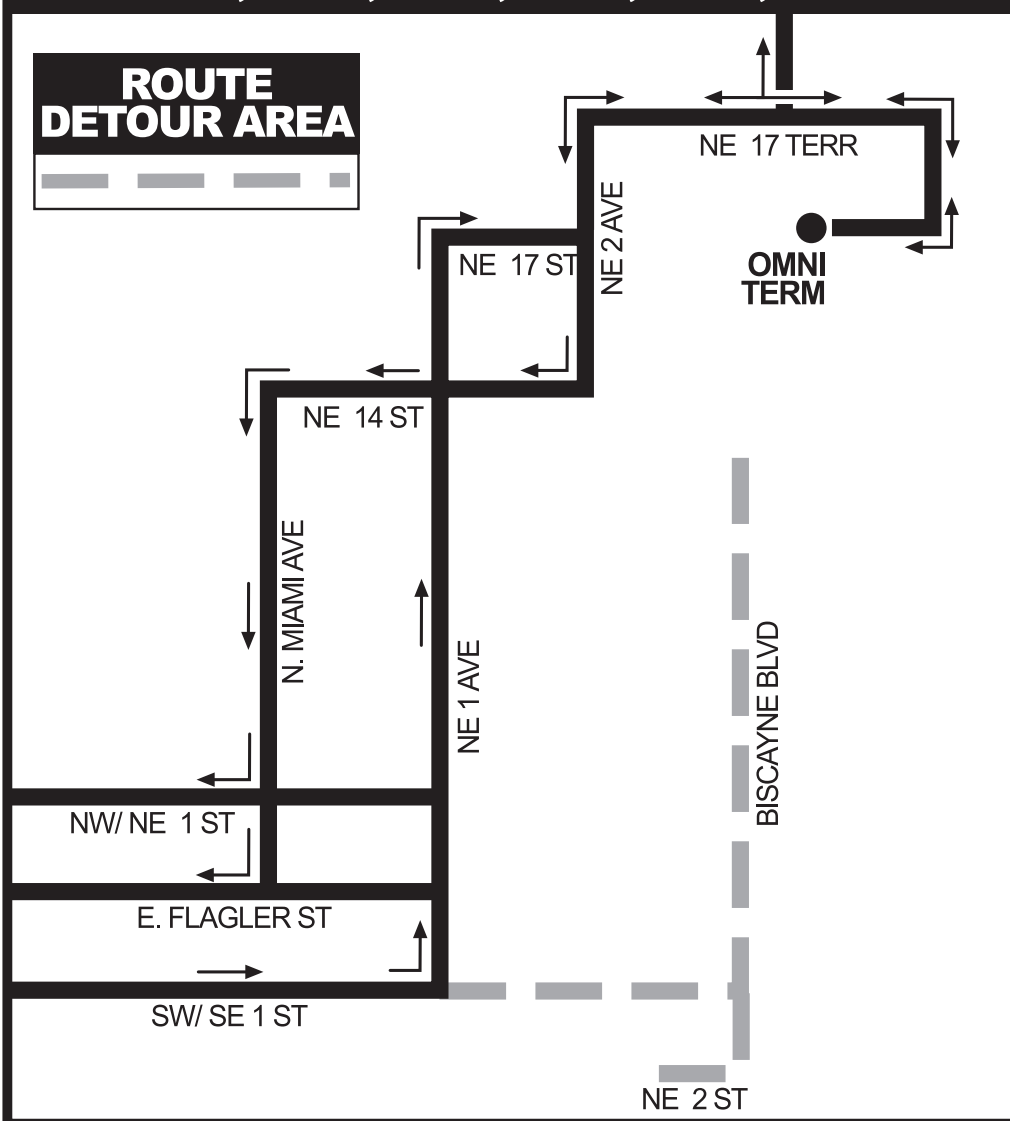 ROUTE
DETOUR AREA
NE 17 TERR
NE 2 AVE
NE 17 ST
OMNI
TERM
NE 14 ST
N. MIAMI AVE
NE 1 AVE
BISCAYNE BLVD
NW/ NE 1 ST
E. FLAGLER ST
SW/ SE 1 ST
NE 2 ST